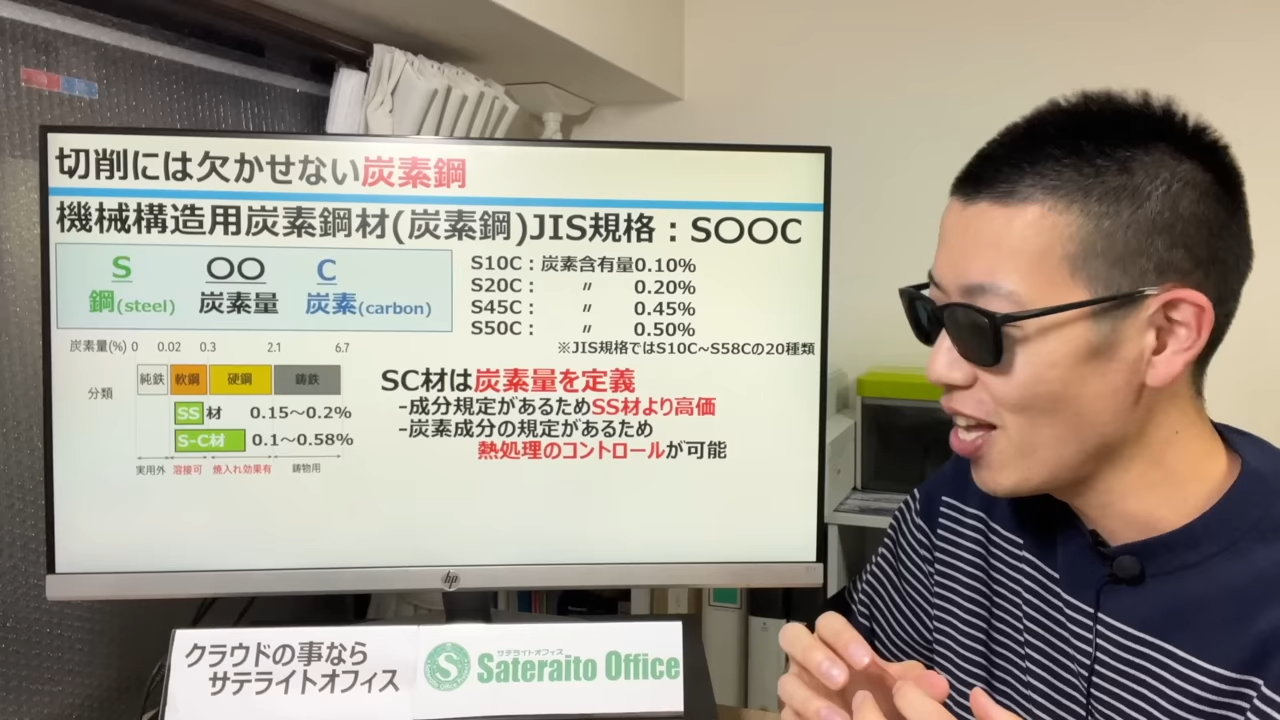 切削には欠かせない炭素鋼
機械構造用炭素鋼材(炭素鋼)JIS規格：S〇〇C
S 〇〇 C
鋼(steel) 炭素量 炭素(carbon)
S10C：炭素含有量0.10%
S20C： 〃 0.20%
S45C： 〃 0.45%
S50C： 〃 0.50%
※JIS規格ではS10C~S58Cの20種類
炭素量(%) 0 0.02 0.3 2.1 6.7
分類
純鉄 軟鋼 硬鋼 鋳鉄
SS 材 0.15～0.2%
S-C材 0.1～0.58%
実用外 溶接可 焼入れ効果有 鋳物用
SC材は炭素量を定義
-成分規定があるためSS材より高価
-炭素成分の規定があるため
熱処理のコントロールが可能
hp
クラウドの事なら
サテライトオフィス
サテライトオフィス
Sateraito Office